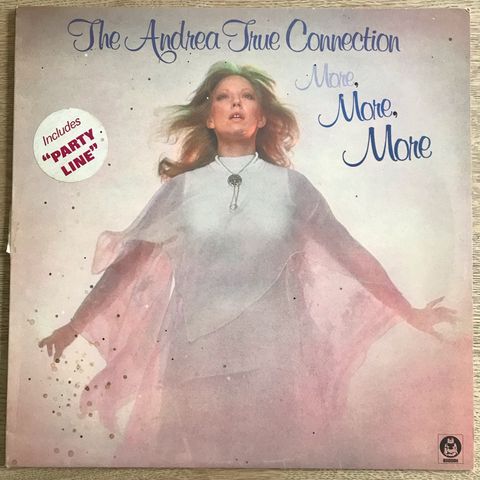 The Andrea True Connection
More,
More,
More
Includes
"PARTY
LINE"